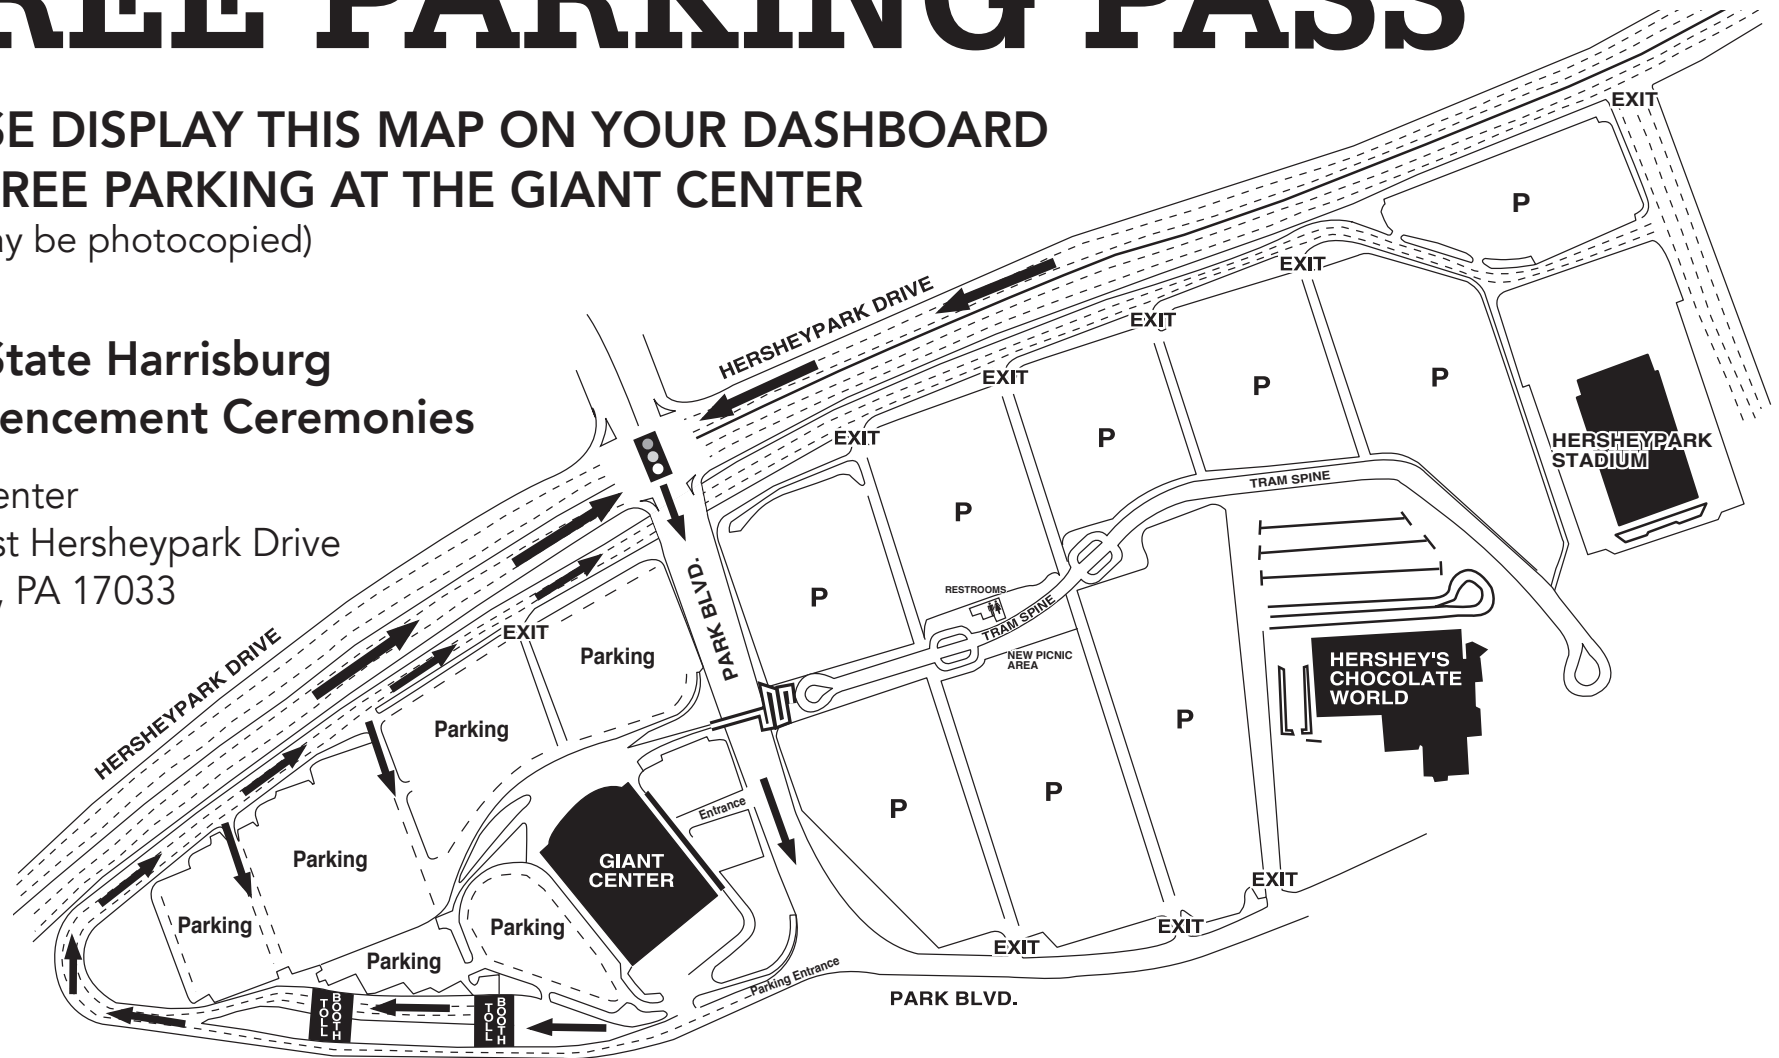 REE PARKING PASS
SE DISPLAY THIS MAP ON YOUR DASHBOARD
REE PARKING AT THE GIANT CENTER
ay be photocopied)
State Harrisburg
encement Ceremonies
enter
st Hersheypark Drive
, PA 17033
EXIT
P
HERSHEYPARK DRIVE
EXIT
EXIT
EXIT
EXIT
P
P
P
P
P
HERSHEYPARK
STADIUM
TRAM SPINE
PARK BLVD.
RESTROOMS
TRAM SPINE
NEW PICNIC
AREA
HERSHEY'S
CHOCOLATE
WORLD
HERSHEYPARK DRIVE
EXIT
Parking
Parking
P
P
P
Entrance
GIANT
CENTER
Parking
Parking
Parking
Parking
EXIT
EXIT
EXIT
Parking Entrance
PARK BLVD.
TOLL
BOOTH
TOLL
BOOTH